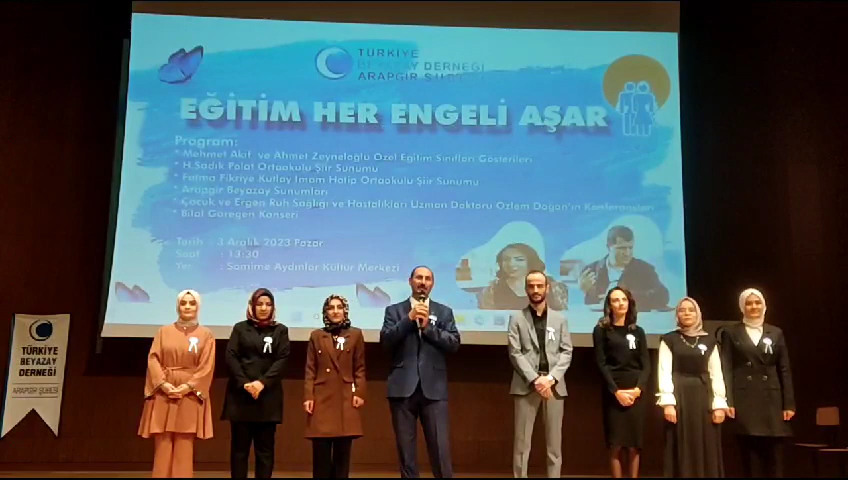 TÜRKİYE
BEYAZAY DERNEĞİ
ARAPGİR ŞUBESİ
EĞİTİM HER ENGELİ AŞAR
Program:
* Mehmet Akif ve Ahmet Zeyneloğlu Özel Eğitim Sınıfları Gösterileri
* H.Sadık Polat Ortaokulu Şiir Sunumu
* Fatma Fikriye Kutlay İmam Hatip Ortaokulu Şiir Sunumu
* Arapgir Beyazay Sunumları
* Çocuk ve Ergen Ruh Sağlığı ve Hastalıkları Uzman Doktoru Özlem Doğan'ın Konferansları
* Bilal Göregen Konseri
Tarih : 3 Aralık 2023 Pazar
Saat : 13:30
Yer : Samime Aydınlar Kültür Merkezi
TÜRKİYE
BEYAZAY
DERNEĞİ
ARAPGİR ŞUBESİ